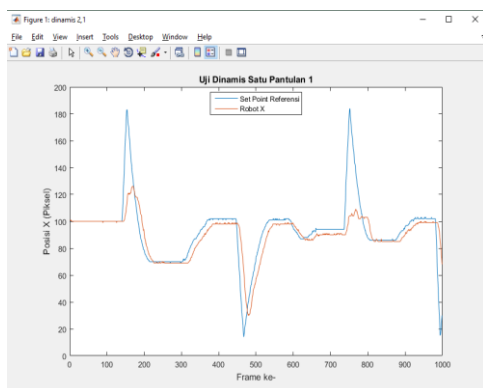 Figure 1: dinamis 2,1
File Edit View Insert Tools Desktop Window Help
Uji Dinamis Satu Pantulan 1
Set Point Referensi
Robot X
Posisi X (Piksel)
200
180
160
140
120
100
80
60
40
20
0
0 100 200 300 400 500 600 700 800 900 1000
Frame ke-